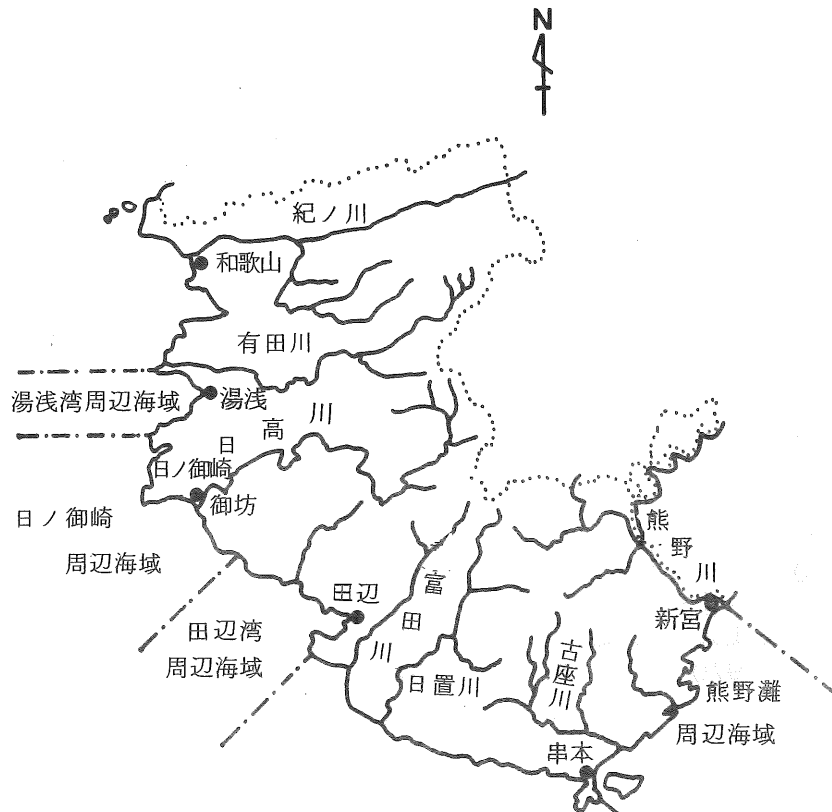 N
紀ノ川
和歌山
有田川
湯浅湾周辺海域
湯浅
日高川
日ノ御崎
御坊
日ノ御崎
周辺海域
田辺
田辺湾
周辺海域
富田川
日置川
古座川
串本
熊野川
新宮
熊野灘
周辺海域